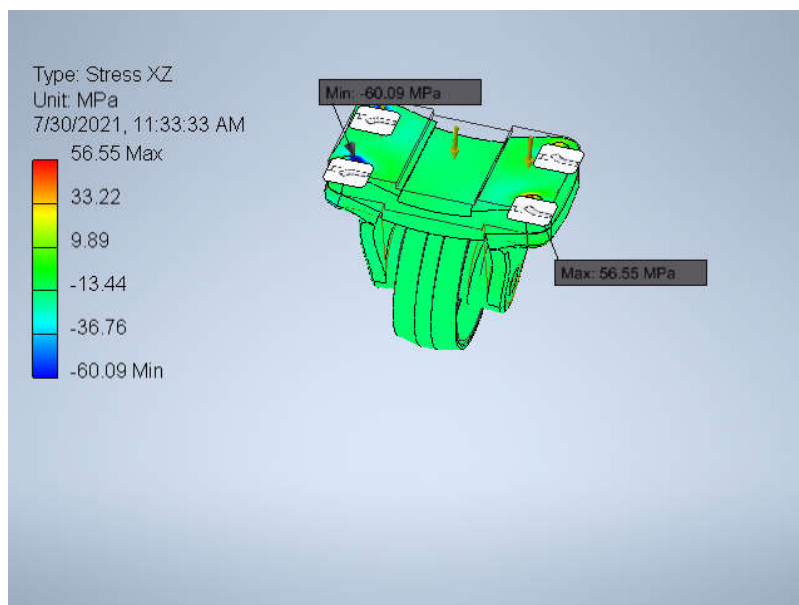 Type: Stress XZ
Unit: MPa
7/30/2021, 11:33:33 AM
56.55 Max
33.22
9.89
-13.44
-36.76
-60.09 Min
Min: -60.09 MPa
Max: 56.55 MPa